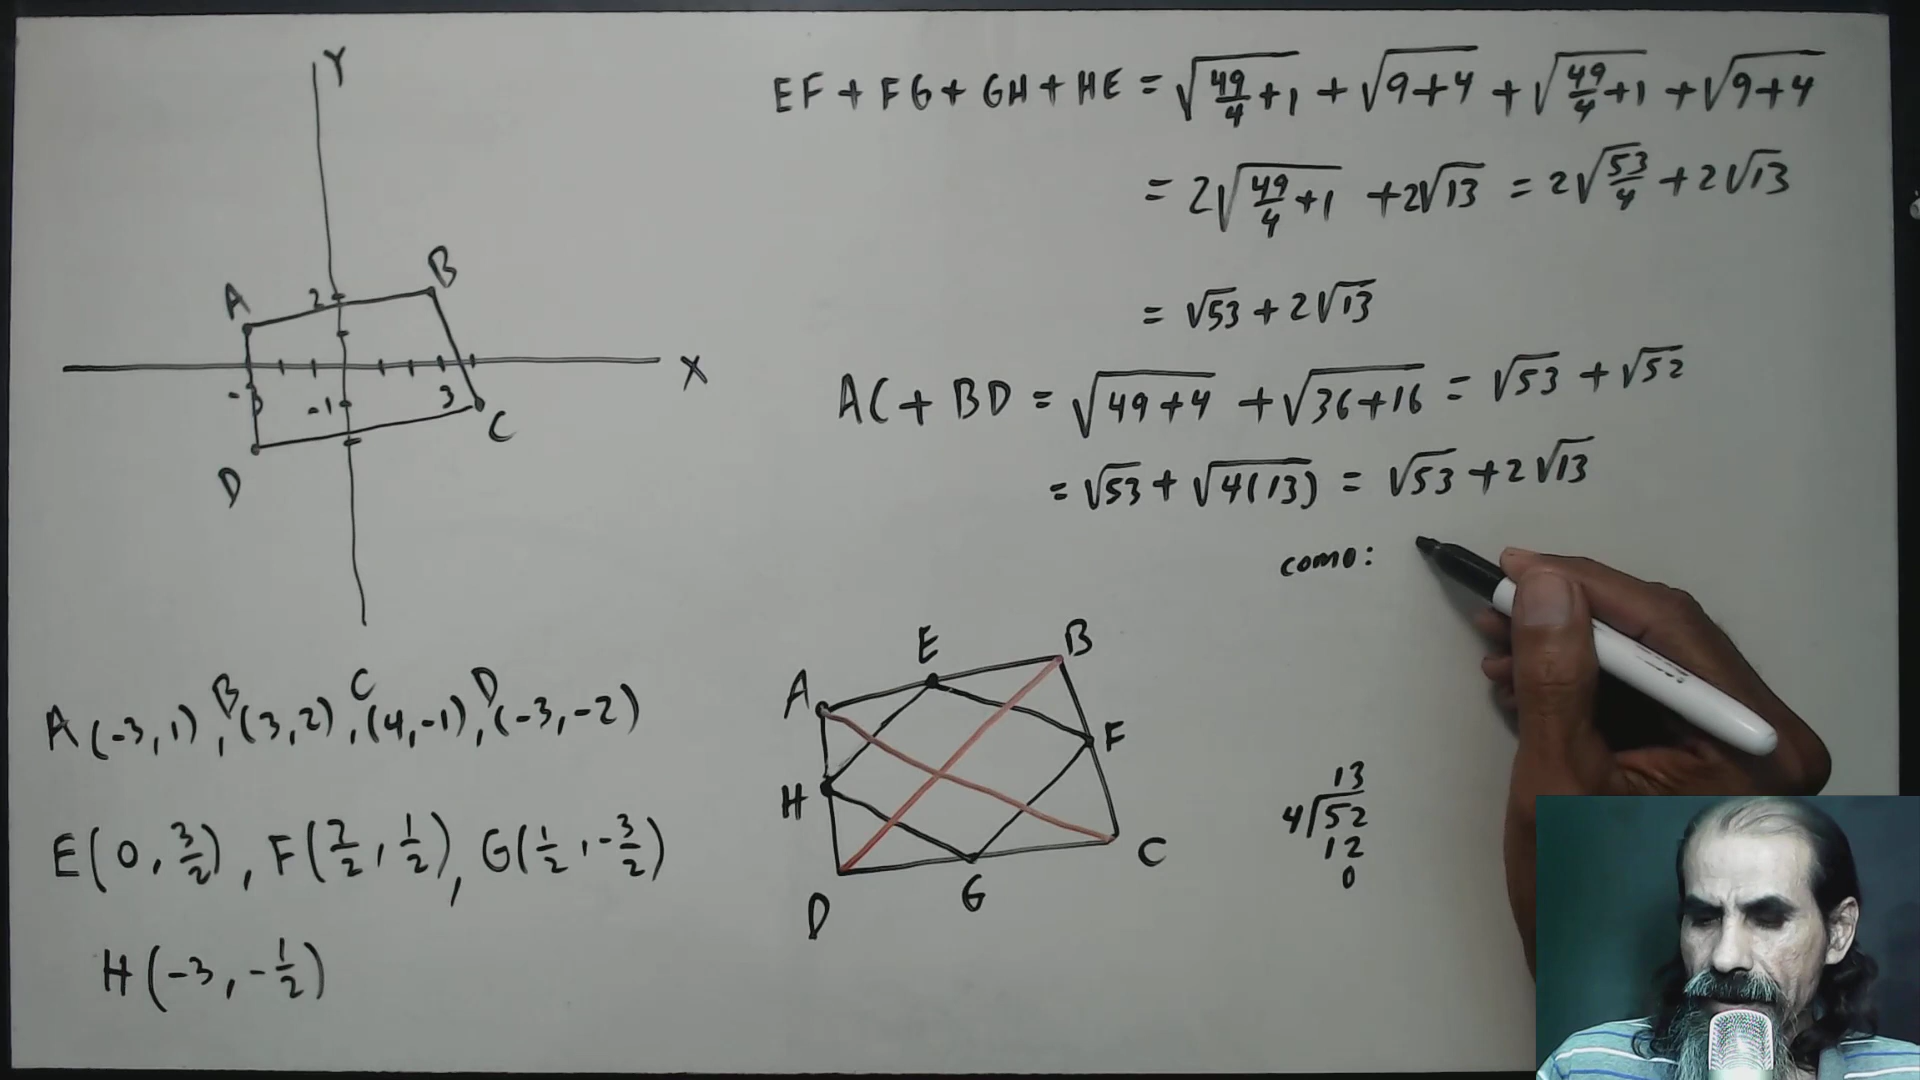 Y
B
A
2
X
-3
-1
3
C
D
A(-3,1), B(3,2), C(4,-1), D(-3,-2)
E(0, 3/2), F(7/2, 1/2), G(1/2, -3/2)
H(-3, -1/2)
EF + FG + GH + HE = √(49/4+1) + √(9+4) + √(49/4+1) + √(9+4)
= 2√(49/4+1) + 2√13 = 2√(53/4) + 2√13
= √53 + 2√13
AC + BD = √(49+4) + √(36+16) = √53 + √52
= √53 + √(4(13)) = √53 + 2√13
como:
E
B
A
F
H
C
G
D
13
4√52
12
0